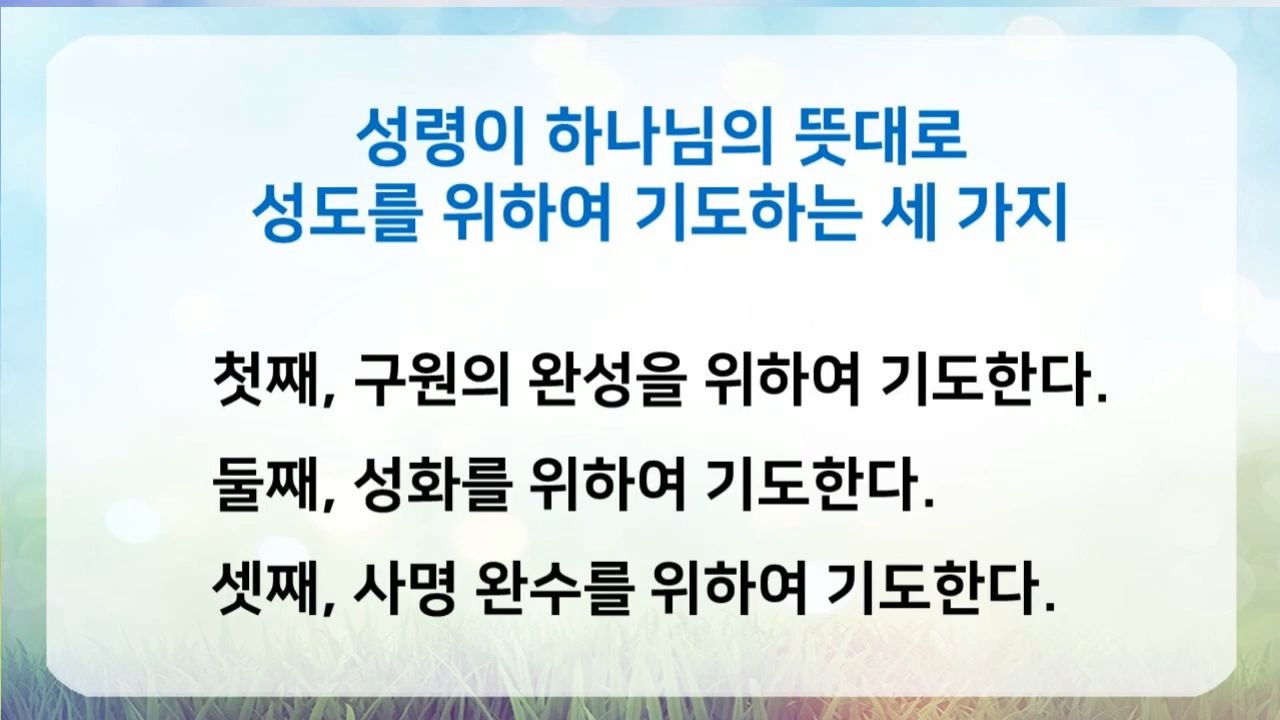 성령이 하나님의 뜻대로
성도를 위하여 기도하는 세 가지
첫째, 구원의 완성을 위하여 기도한다.
둘째, 성화를 위하여 기도한다.
셋째, 사명 완수를 위하여 기도한다.